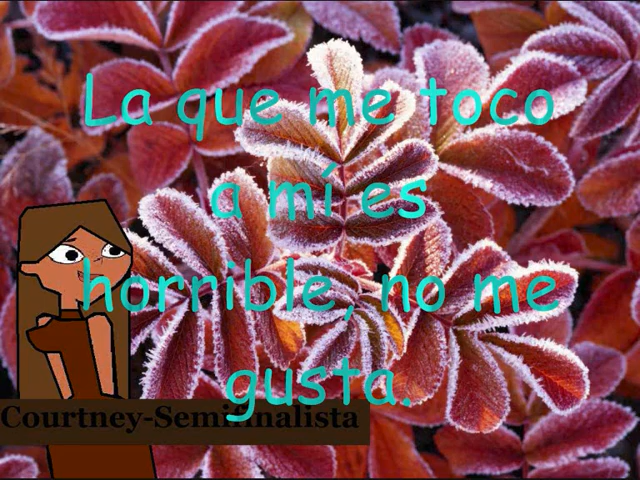 La que me toco
a mí es
horrible, no me
gusta.
Courtney-Semifinalista